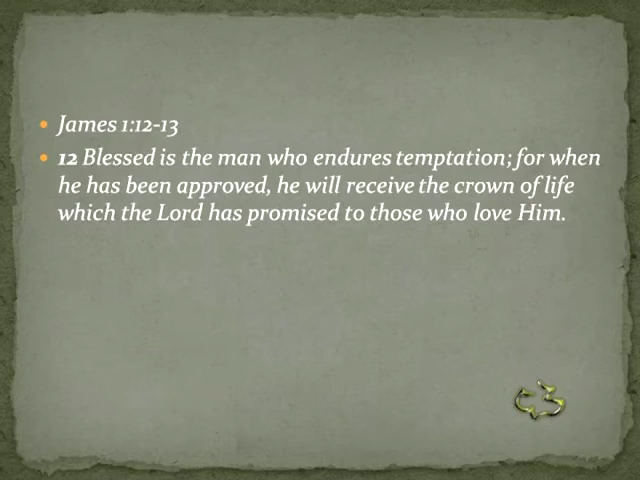 James 1:12-13
12 Blessed is the man who endures temptation; for when
he has been approved, he will receive the crown of life
which the Lord has promised to those who love Him.